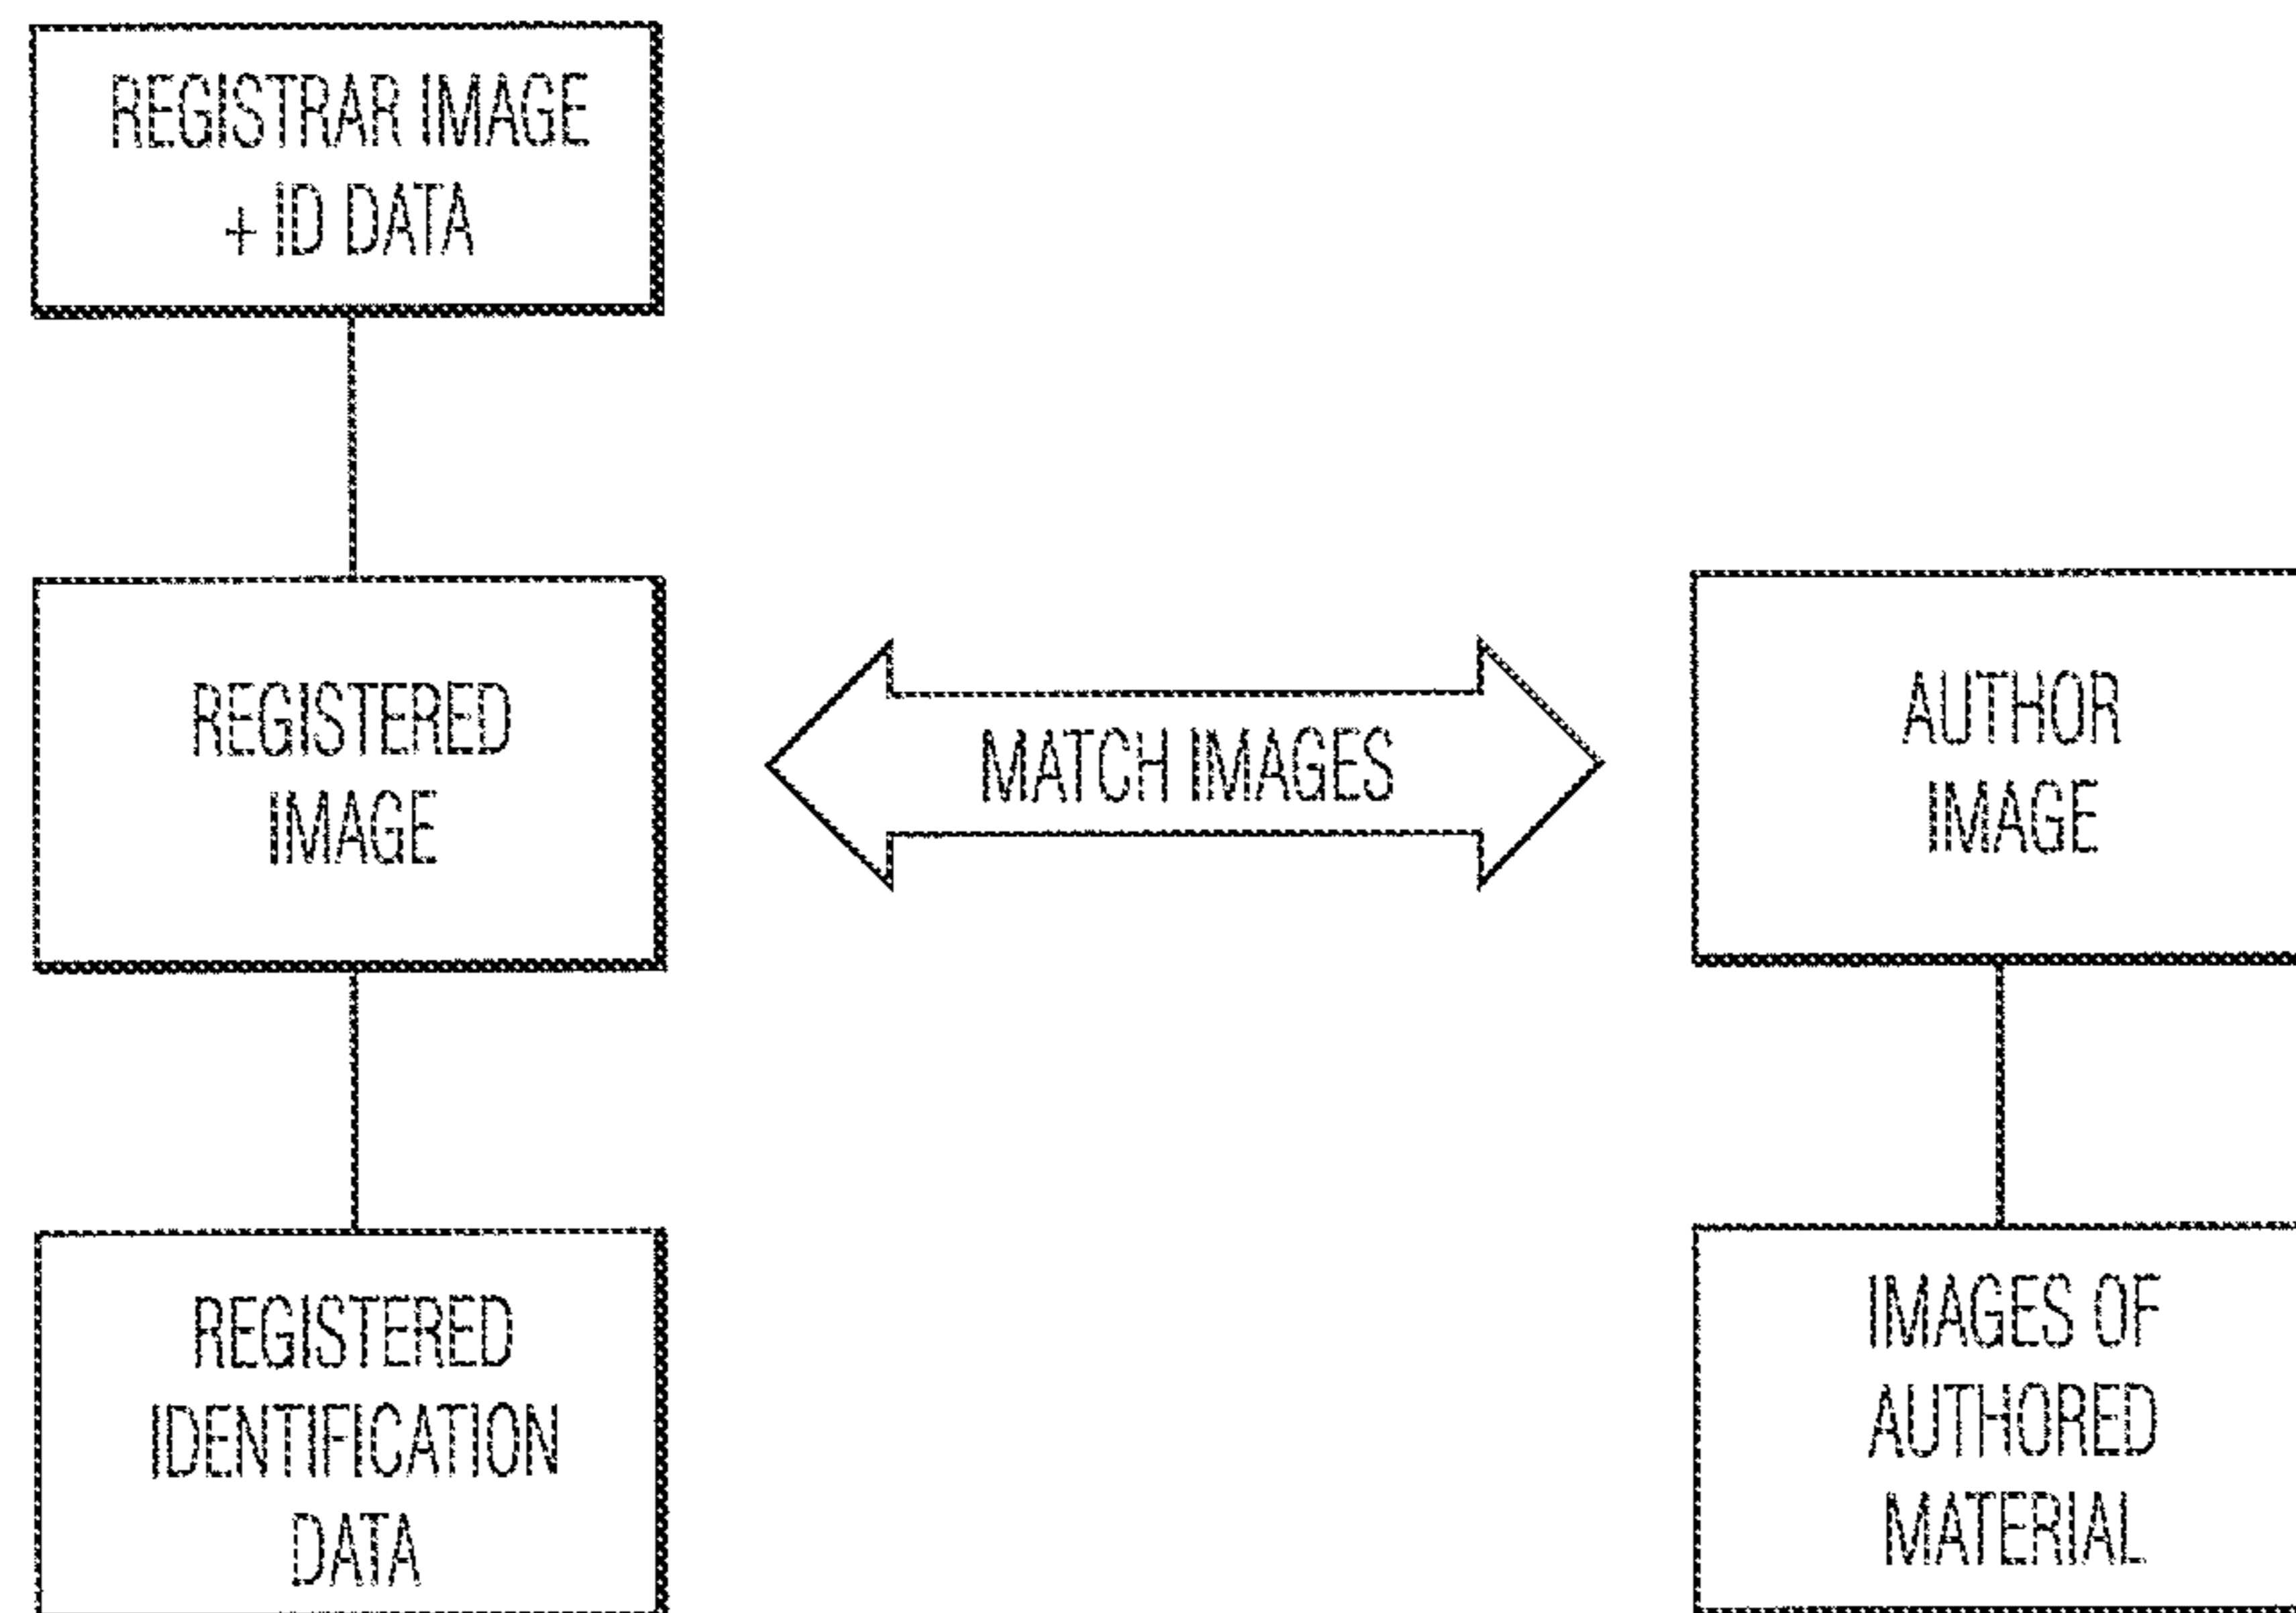 REGISTRAR IMAGE
+ ID DATA
REGISTERED
IMAGE
MATCH IMAGES
AUTHOR
IMAGE
REGISTERED
IDENTIFICATION
DATA
IMAGES OF
AUTHORED
MATERIAL